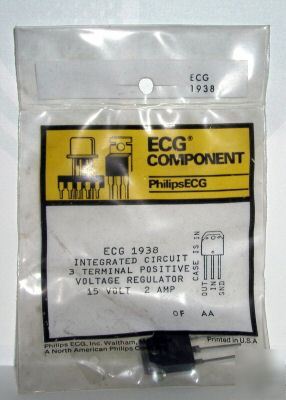 ECG
1938
ECG®
COMPONENT
PhilipsECG
ECG 1938
INTEGRATED CIRCUIT
3 TERMINAL POSITIVE
VOLTAGE REGULATOR
15 VOLT 2 AMP
CASE IS IN
OUT
IN
GND
OF AA
Philips ECG, Inc. Waltham,
A North American Philips
Printed in U.S.A